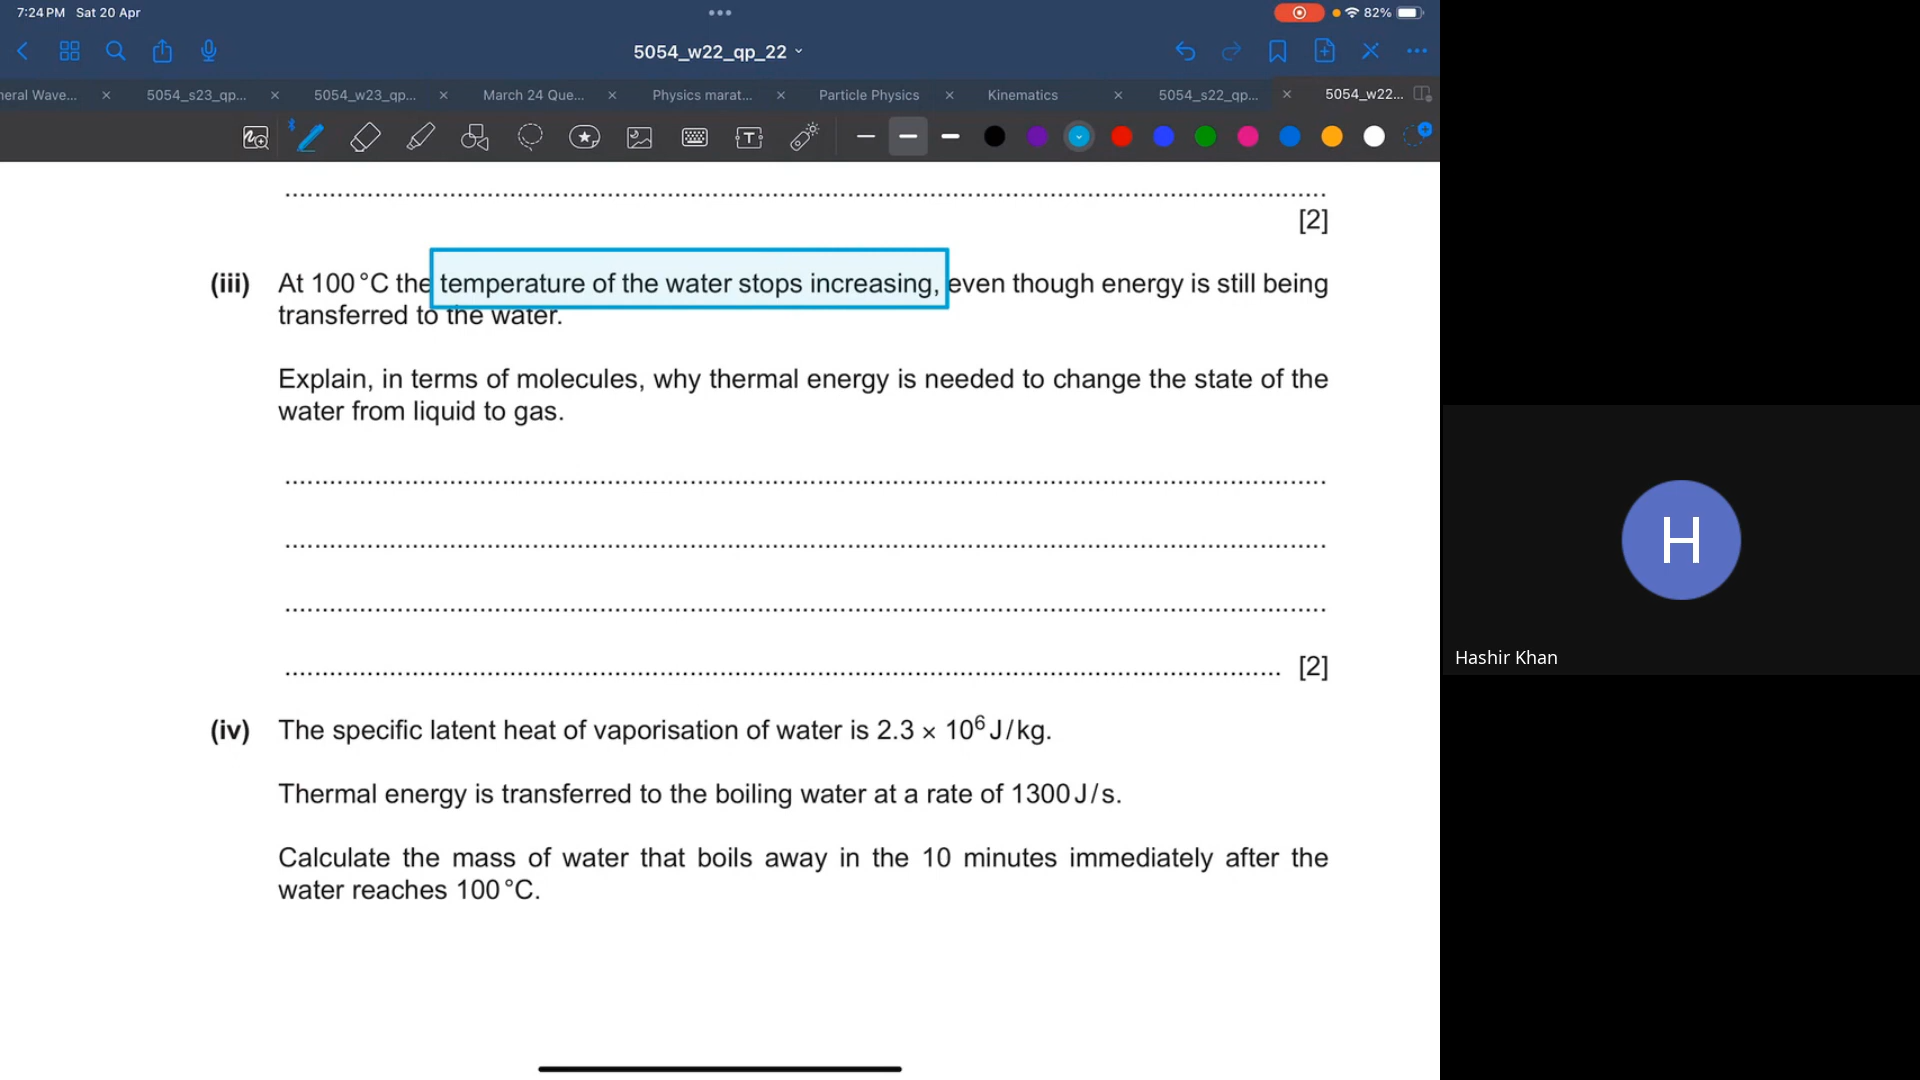 7:24 PM Sat 20 Apr
82%
5054_w22_qp_22
neral Wave...
5054_s23_qp...
5054_w23_qp...
March 24 Que...
Physics marat...
Particle Physics
Kinematics
5054_s22_qp...
5054_w22...
[2]
(iii) At 100 °C the temperature of the water stops increasing, even though energy is still being
transferred to the water.
Explain, in terms of molecules, why thermal energy is needed to change the state of the
water from liquid to gas.
[2]
(iv) The specific latent heat of vaporisation of water is 2.3 × 10⁶ J/kg.
Thermal energy is transferred to the boiling water at a rate of 1300 J/s.
Calculate the mass of water that boils away in the 10 minutes immediately after the
water reaches 100 °C.
H
Hashir Khan